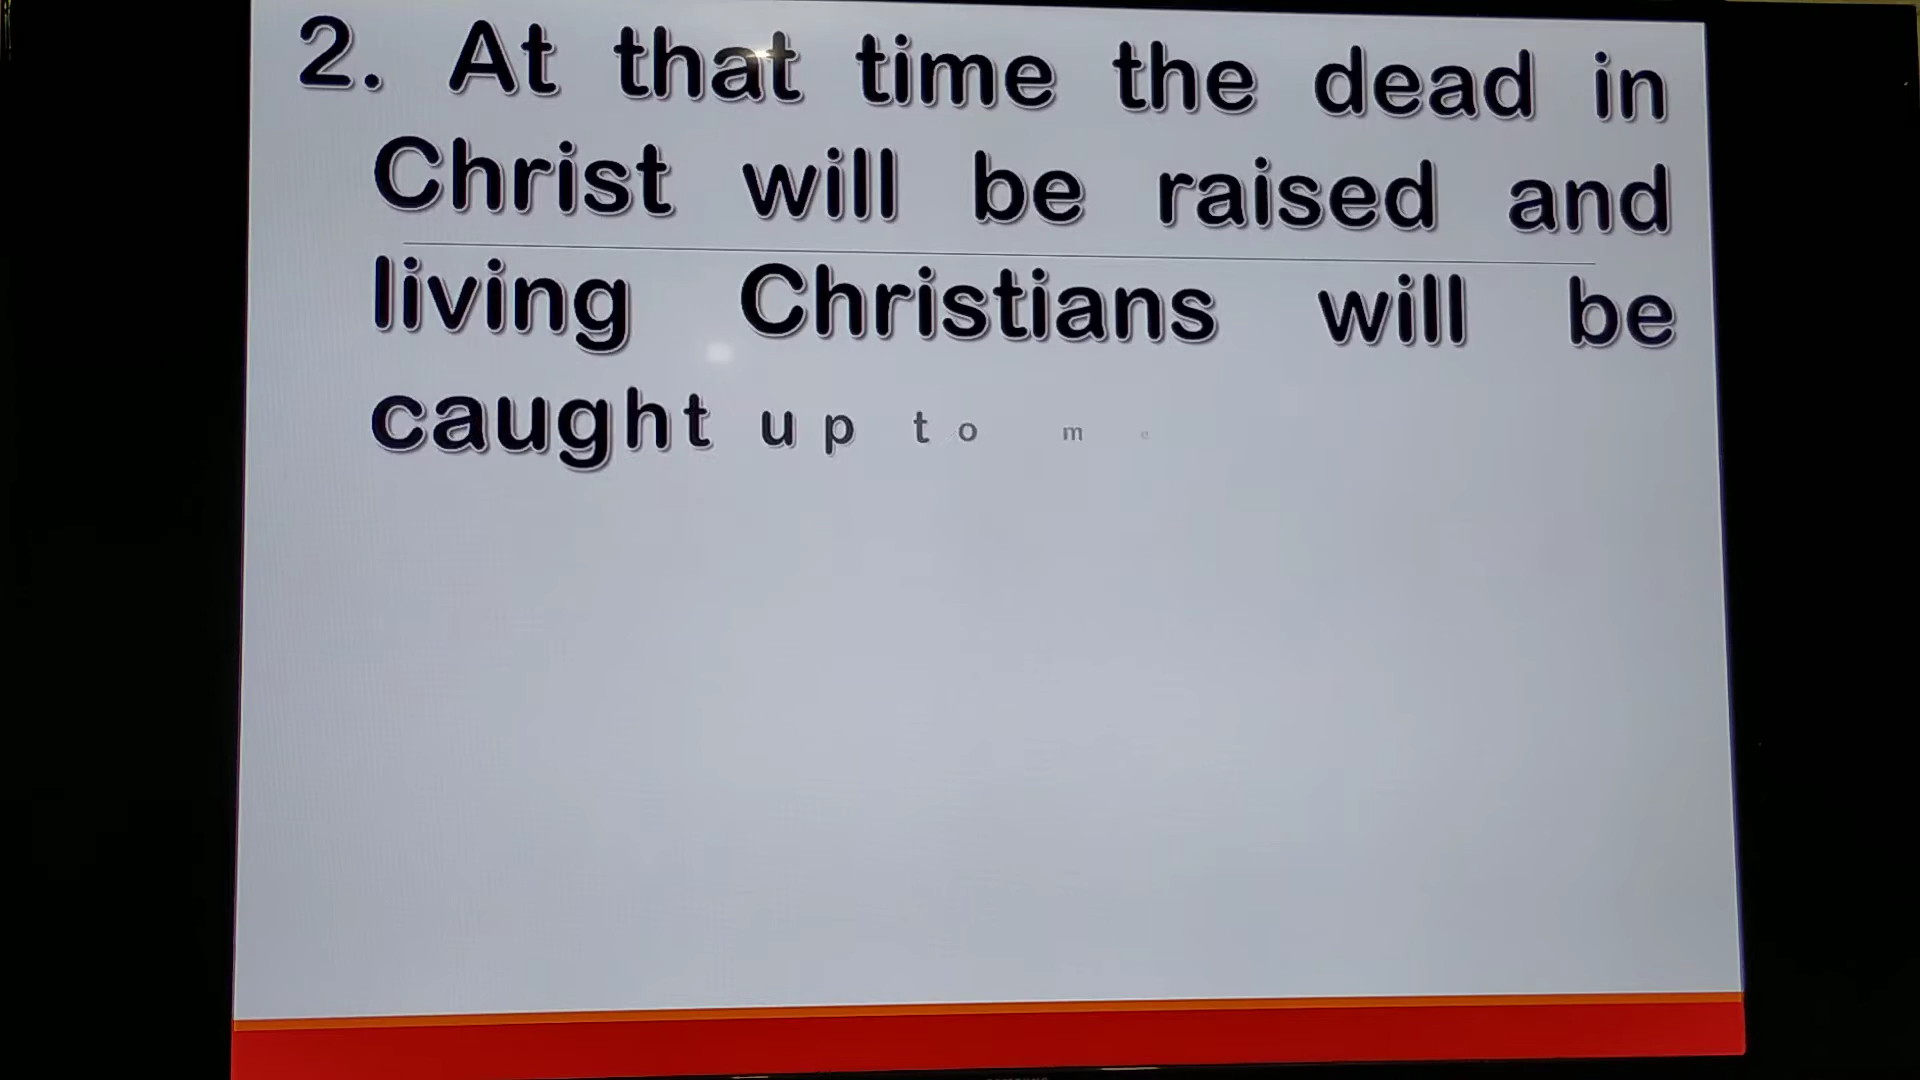 2. At that time the dead in
Christ will be raised and
living Christians will be
caught up to me